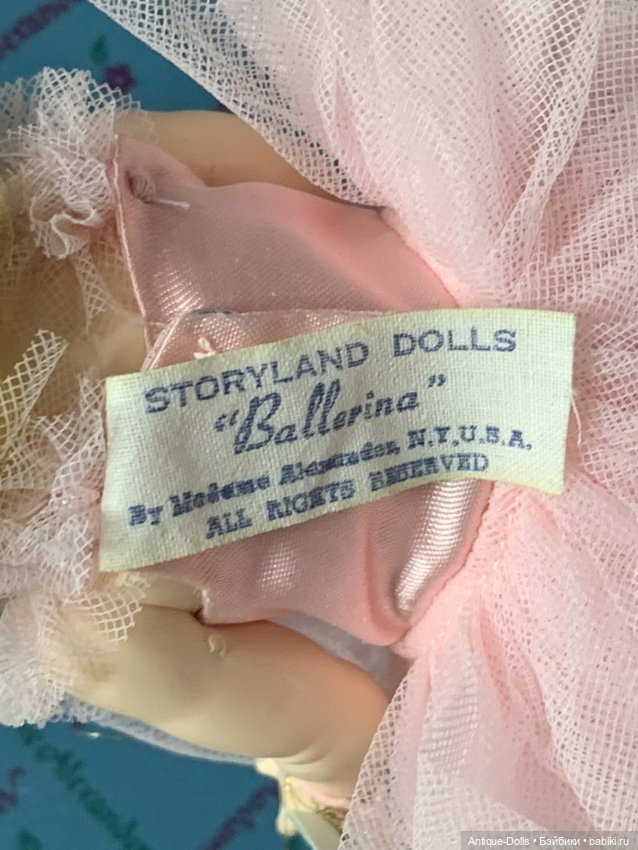 STORYLAND DOLLS
"Ballerina"
By Madame Alexander, N.Y.U.S.A.
ALL RIGHTS RESERVED
Antique-Dolls • Бэйбики • babiki.ru